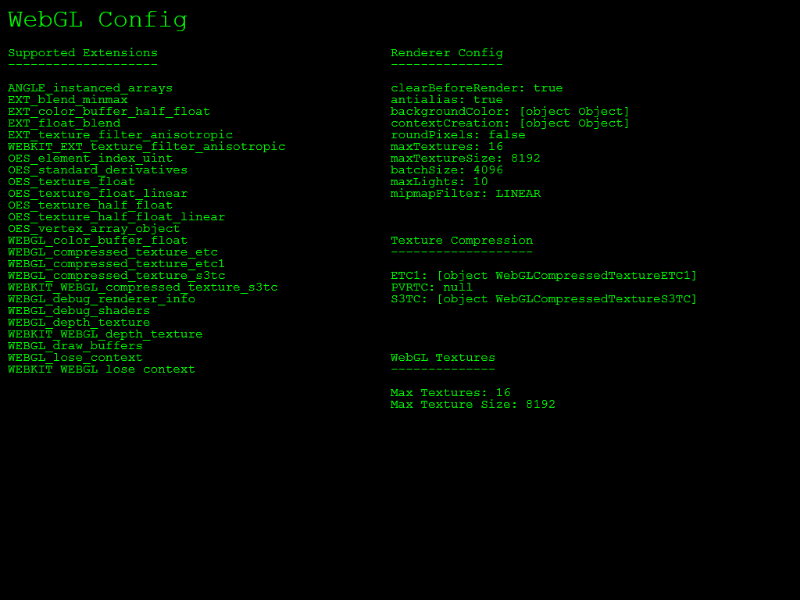 WebGL Config
Supported Extensions
--------------------
ANGLE_instanced_arrays
EXT_blend_minmax
EXT_color_buffer_half_float
EXT_float_blend
EXT_texture_filter_anisotropic
WEBKIT_EXT_texture_filter_anisotropic
OES_element_index_uint
OES_standard_derivatives
OES_texture_float
OES_texture_float_linear
OES_texture_half_float
OES_texture_half_float_linear
OES_vertex_array_object
WEBGL_color_buffer_float
WEBGL_compressed_texture_etc
WEBGL_compressed_texture_etc1
WEBGL_compressed_texture_s3tc
WEBKIT_WEBGL_compressed_texture_s3tc
WEBGL_debug_renderer_info
WEBGL_debug_shaders
WEBGL_depth_texture
WEBKIT_WEBGL_depth_texture
WEBGL_draw_buffers
WEBGL_lose_context
WEBKIT_WEBGL_lose_context
Renderer Config
---------------
clearBeforeRender: true
antialias: true
backgroundColor: [object Object]
contextCreation: [object Object]
roundPixels: false
maxTextures: 16
maxTextureSize: 8192
batchSize: 4096
maxLights: 10
mipmapFilter: LINEAR
Texture Compression
-------------------
ETC1: [object WebGLCompressedTextureETC1]
PVRTC: null
S3TC: [object WebGLCompressedTextureS3TC]
WebGL Textures
--------------
Max Textures: 16
Max Texture Size: 8192